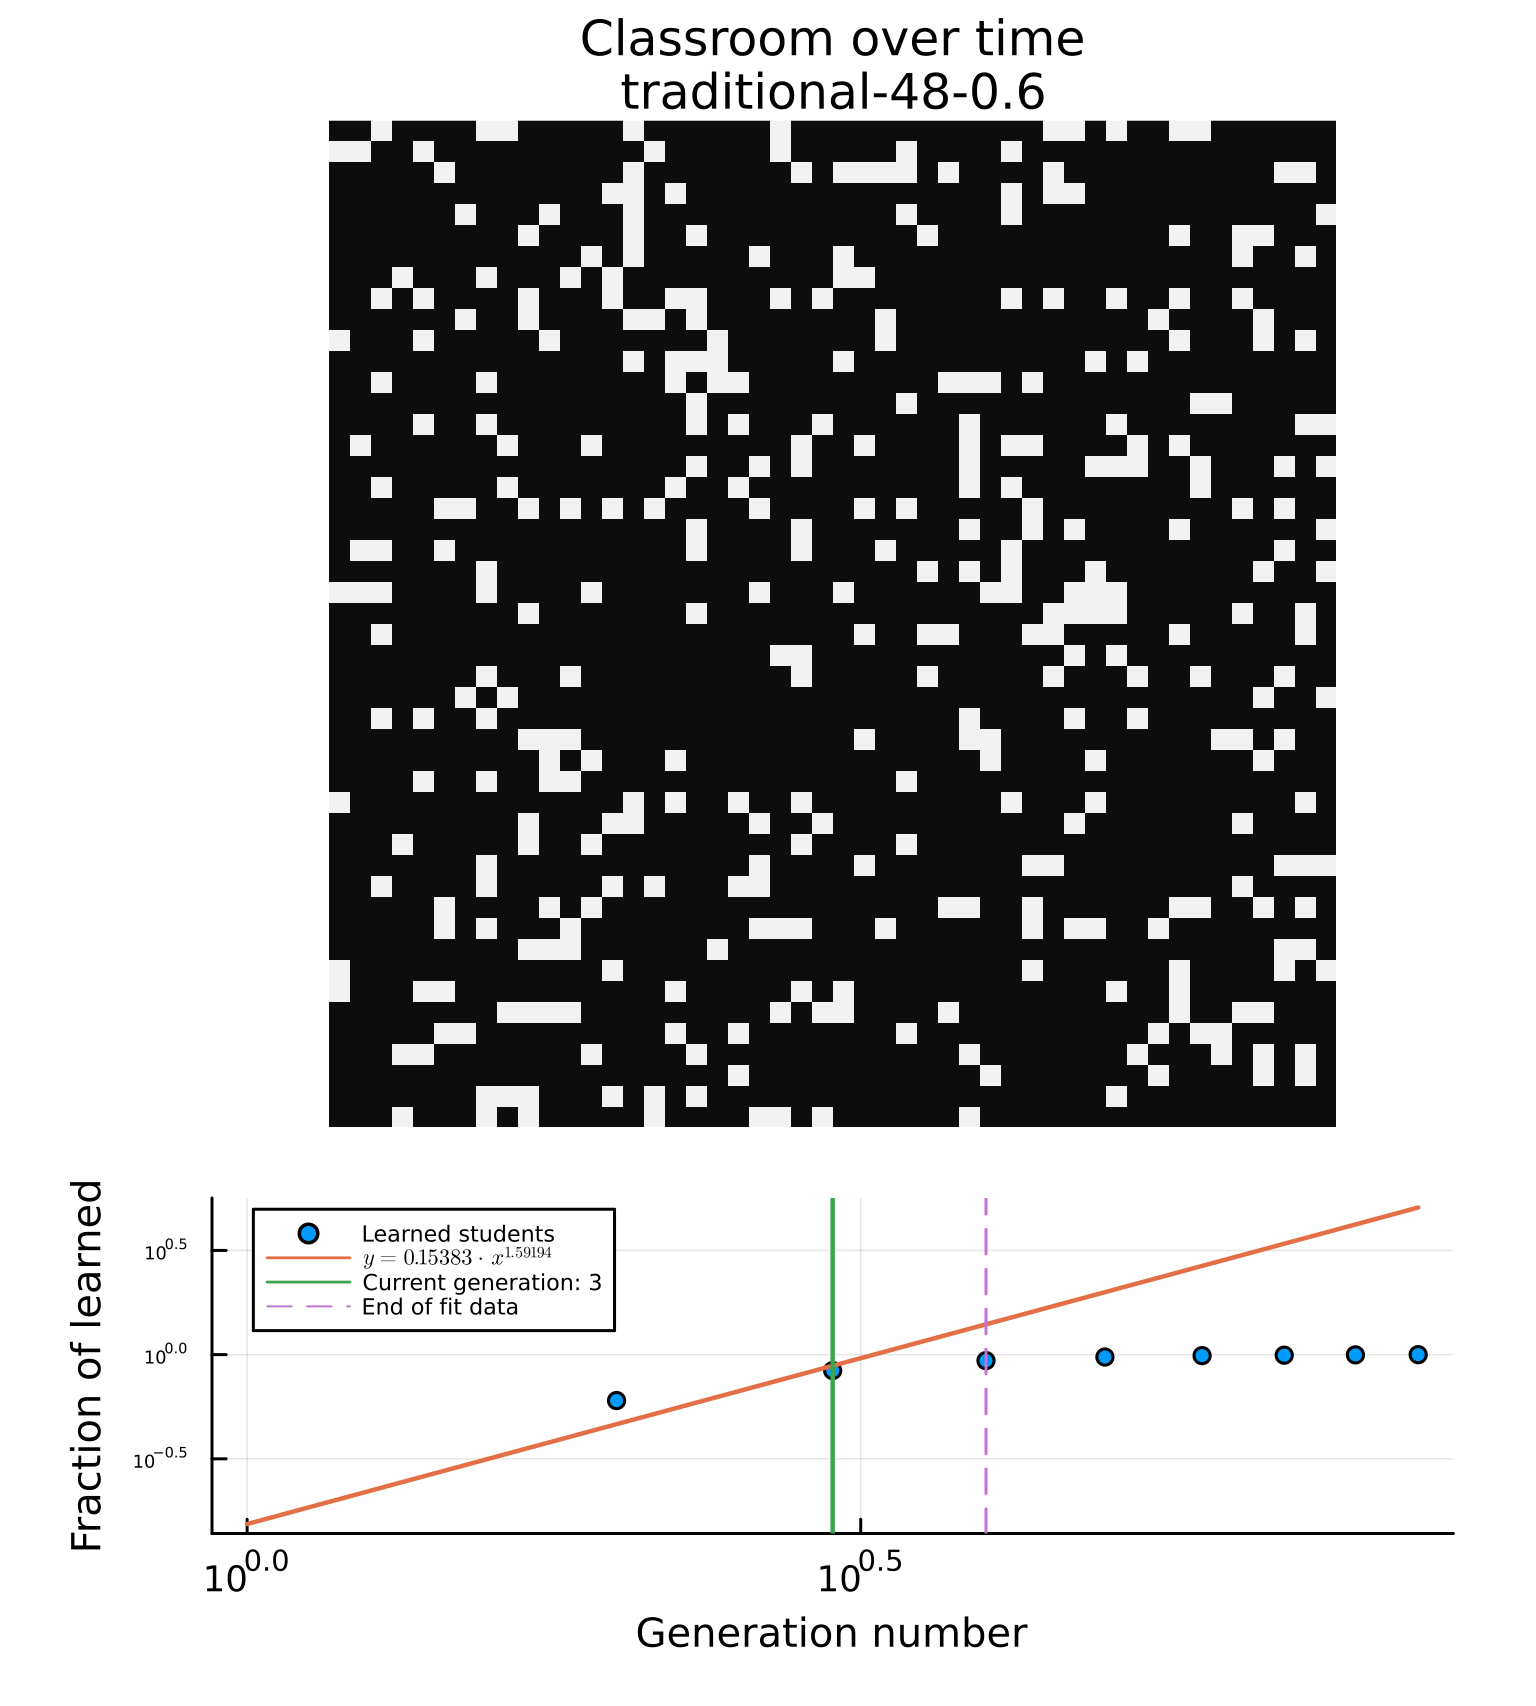 Classroom over time
traditional-48-0.6
Fraction of learned
10^0.5
10^0.0
10^−0.5
Learned students
y = 0.15383 · x^1.59194
Current generation: 3
End of fit data
10^0.0
10^0.5
Generation number